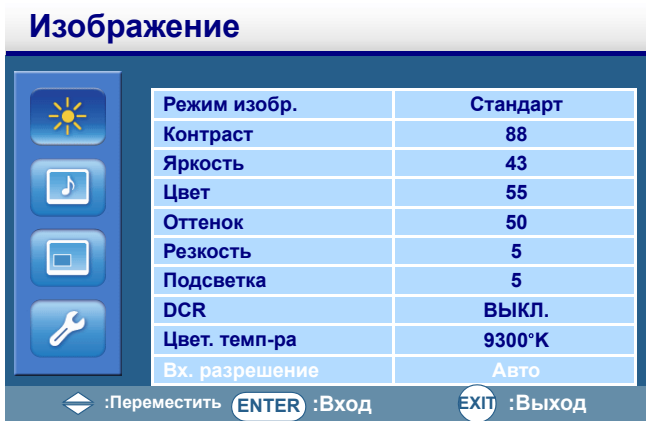 Изображение
Режим изобр. Стандарт
Контраст 88
Яркость 43
Цвет 55
Оттенок 50
Резкость 5
Подсветка 5
DCR ВЫКЛ.
Цвет. темп-ра 9300°K
Вх. разрешение Авто
:Переместить ENTER :Вход EXIT :Выход